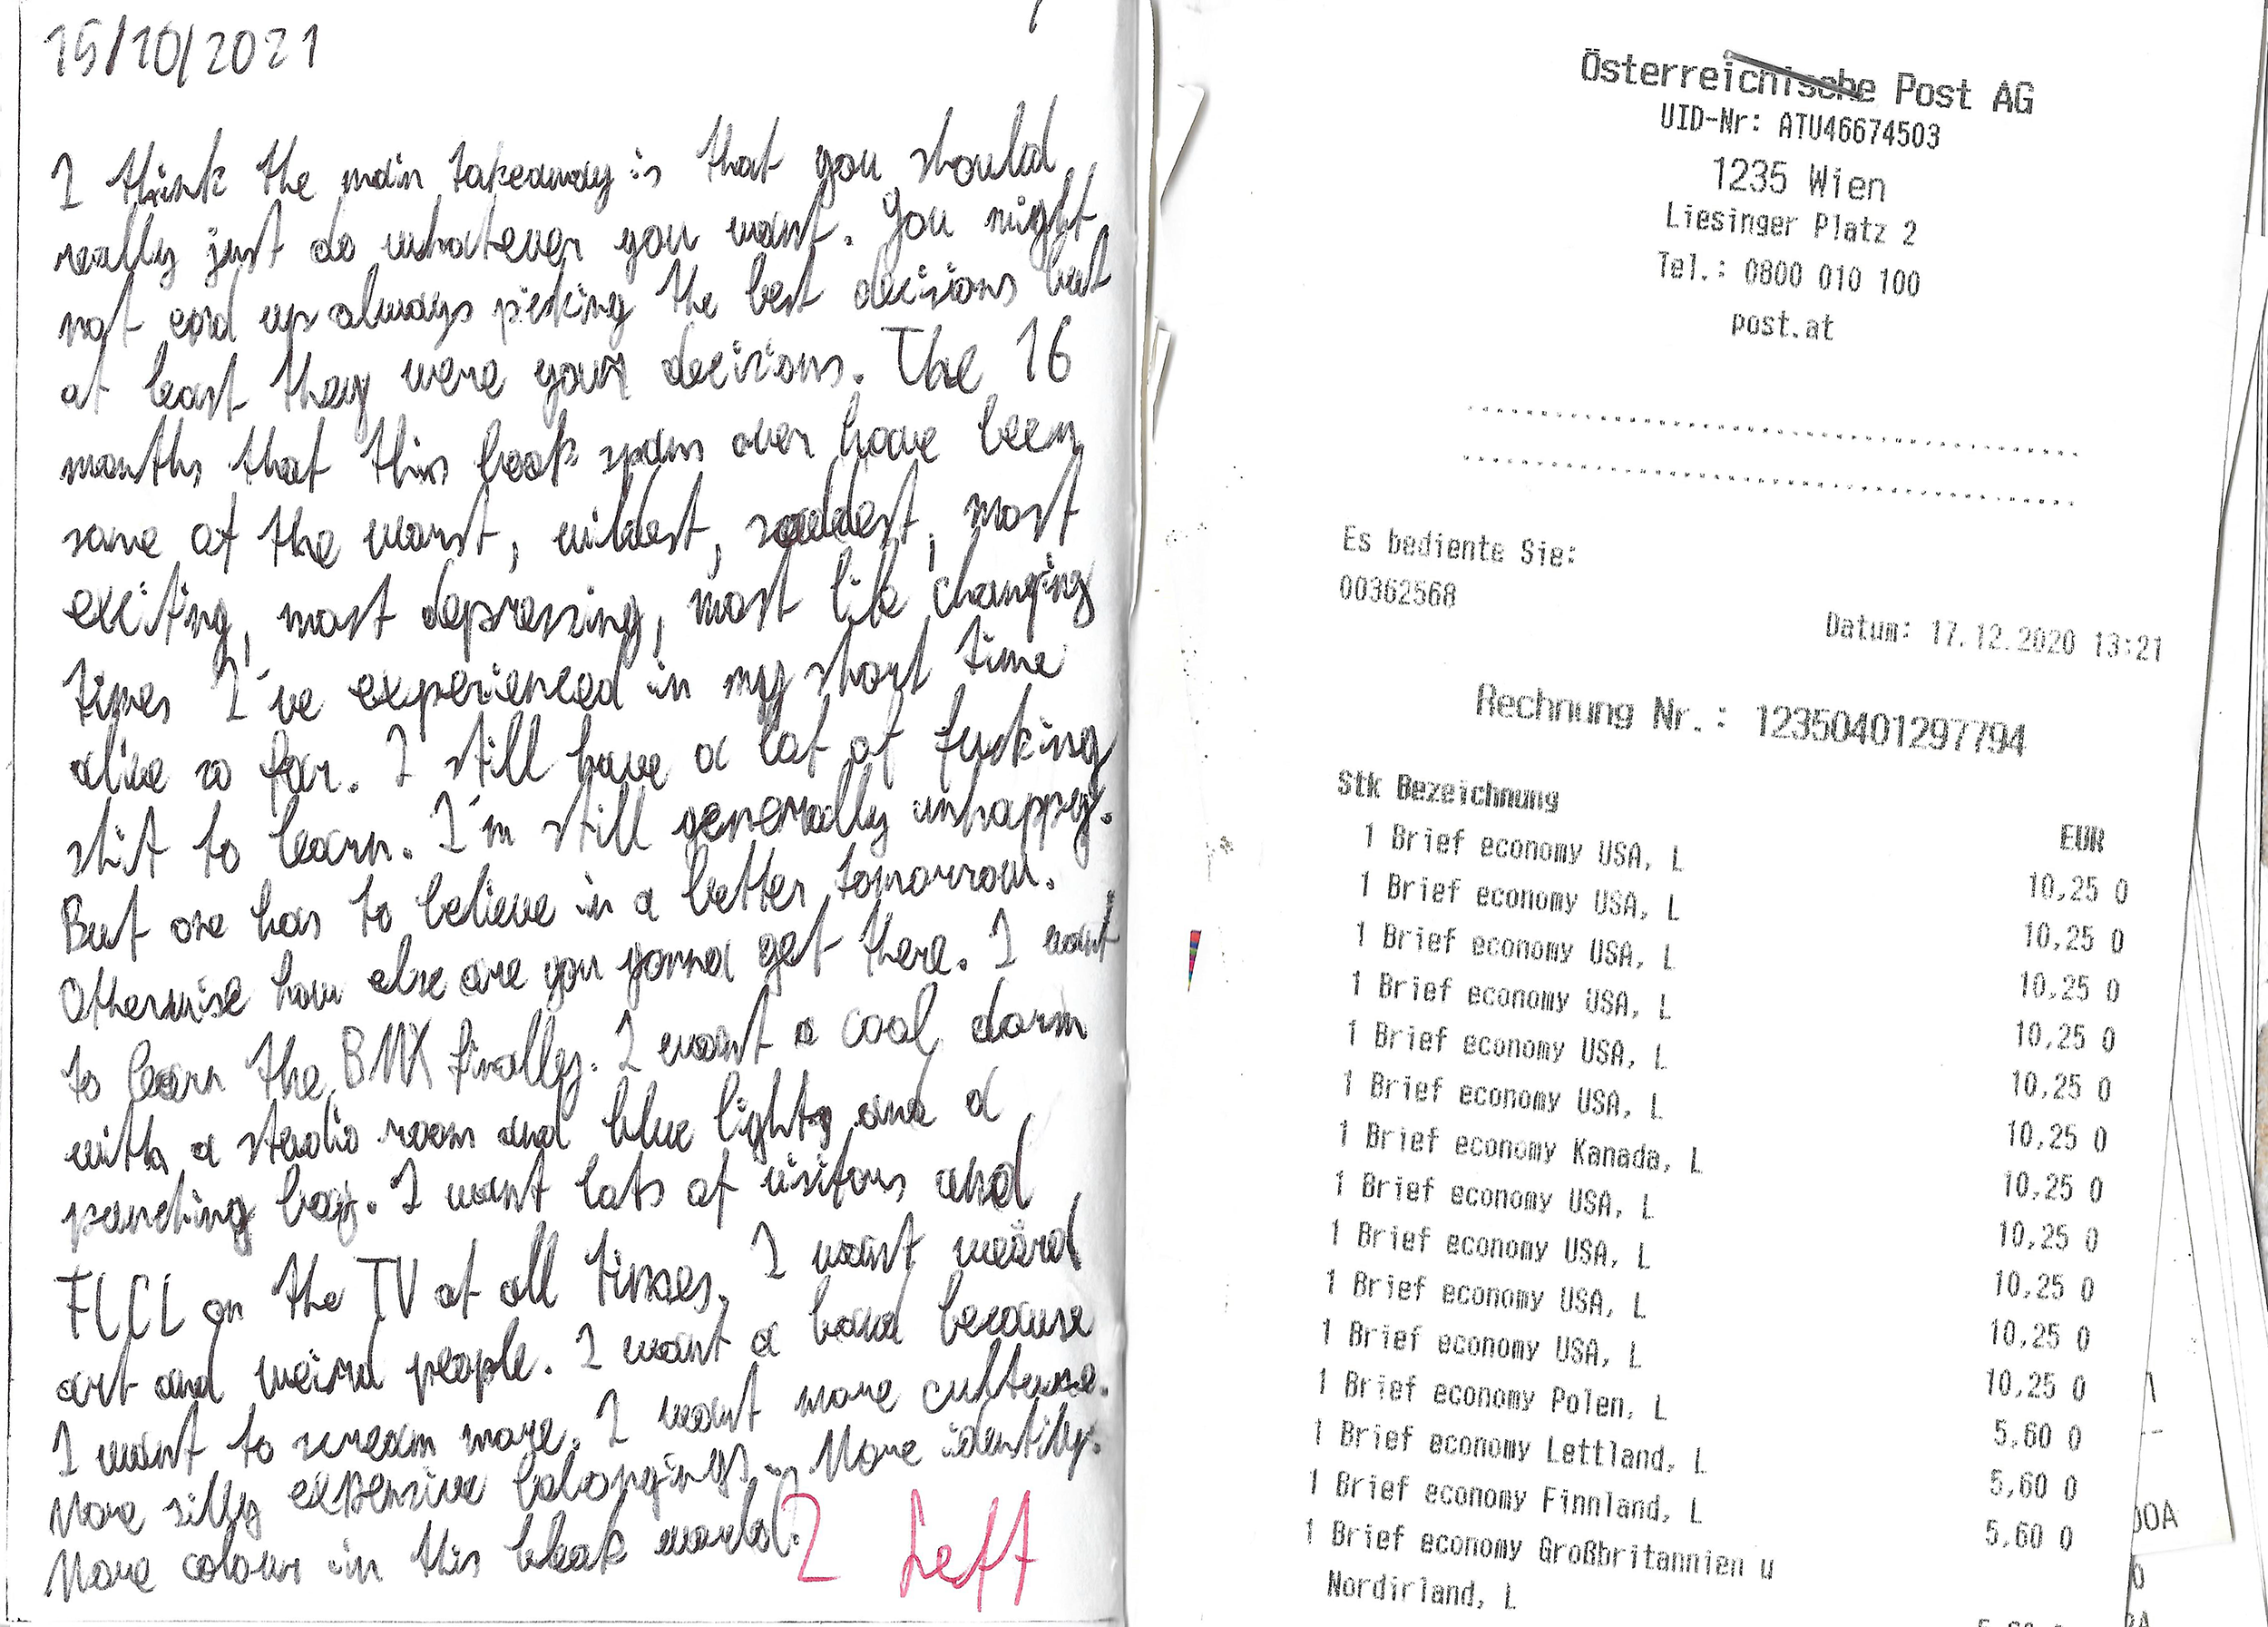 15/10/2021
I think the main takeaway is that you should
really just do whatever you want. You might
not end up always picking the best decisions but
at least they were your decisions. The 16
months that this book spans over have been
some of the worst, wildest, saddest, most
exciting, most depressing, most life changing
times I've experienced in my short time
alive so far. I still have a lot of fucking
shit to learn. I'm still generally unhappy.
But one has to believe in a better tomorrow.
Otherwise how else are you gonna get there. I want
to learn the BMX finally. I want a cool dorm
with a studio room and blue lights and a
punching bag. I want lots of visitors and
FLCL on the TV at all times. I want weird
art and weird people. I want a band because
I want to scream more. I want more culture.
More silly expensive belongings. More identity.
More colour in this bleak world.
2 Left
Österreichische Post AG
UID-Nr: ATU46674503
1235 Wien
Liesinger Platz 2
Tel.: 0800 010 100
post.at
Es bediente Sie:
00362568
Datum: 17.12.2020 13:21
Rechnung Nr.: 12350401297794
Stk Bezeichnung
EUR
1 Brief economy USA, L
10,25 0
1 Brief economy USA, L
10,25 0
1 Brief economy USA, L
10,25 0
1 Brief economy USA, L
10,25 0
1 Brief economy USA, L
10,25 0
1 Brief economy USA, L
10,25 0
1 Brief economy Kanada, L
10,25 0
1 Brief economy USA, L
10,25 0
1 Brief economy USA, L
10,25 0
1 Brief economy USA, L
10,25 0
1 Brief economy USA, L
10,25 0
1 Brief economy Polen, L
5,60 0
1 Brief economy Lettland, L
5,60 0
1 Brief economy Finnland, L
5,60 0
1 Brief economy Großbritannien u
Nordirland, L